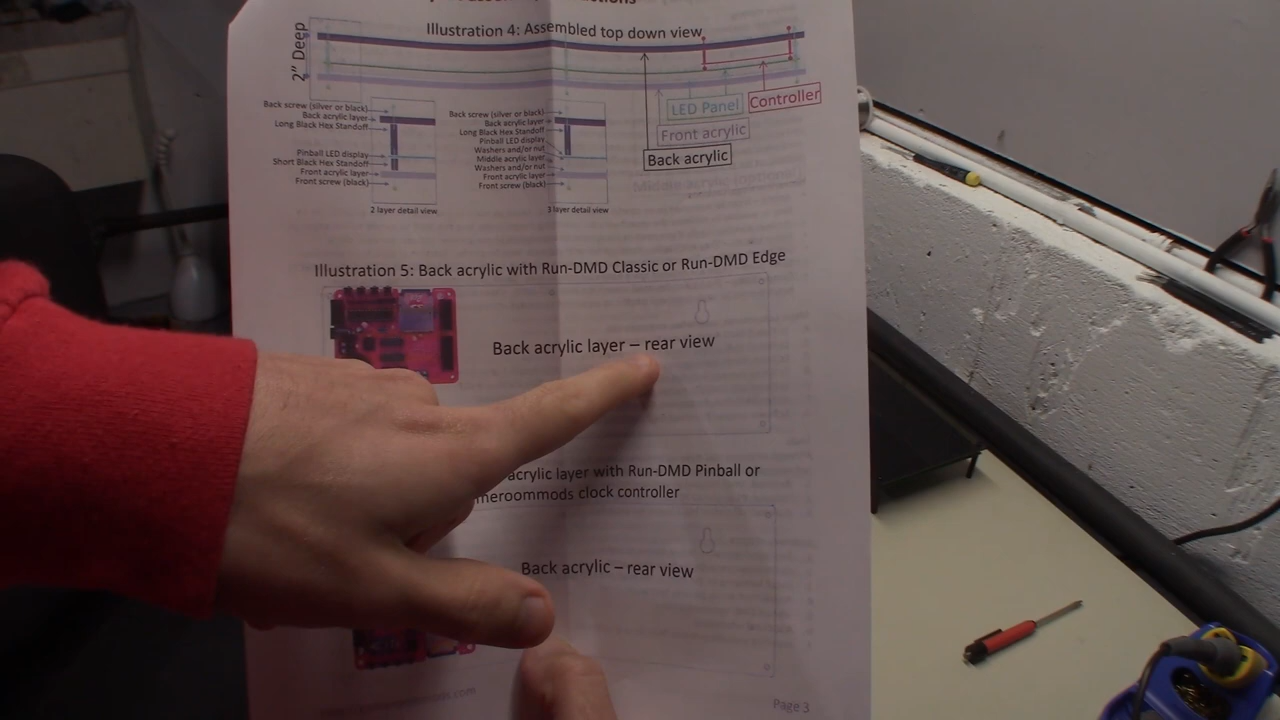 Illustration 4: Assembled top down view
2" Deep
LED Panel
Controller
Front acrylic
Back acrylic
Back screw (silver or black)
Back acrylic layer
Long Black Hex Standoff
Pinball LED display
Short Black Hex Standoff
Front acrylic layer
Front screw (black)
2 layer detail view
Back screw (silver or black)
Back acrylic layer
Long Black Hex Standoff
Pinball LED display
Washers and/or nut
Middle acrylic layer
Washers and/or nut
Front acrylic layer
Front screw (black)
3 layer detail view
Illustration 5: Back acrylic with Run-DMD Classic or Run-DMD Edge
Back acrylic layer – rear view
acrylic layer with Run-DMD Pinball or
meroommods clock controller
Back acrylic – rear view
Page 3